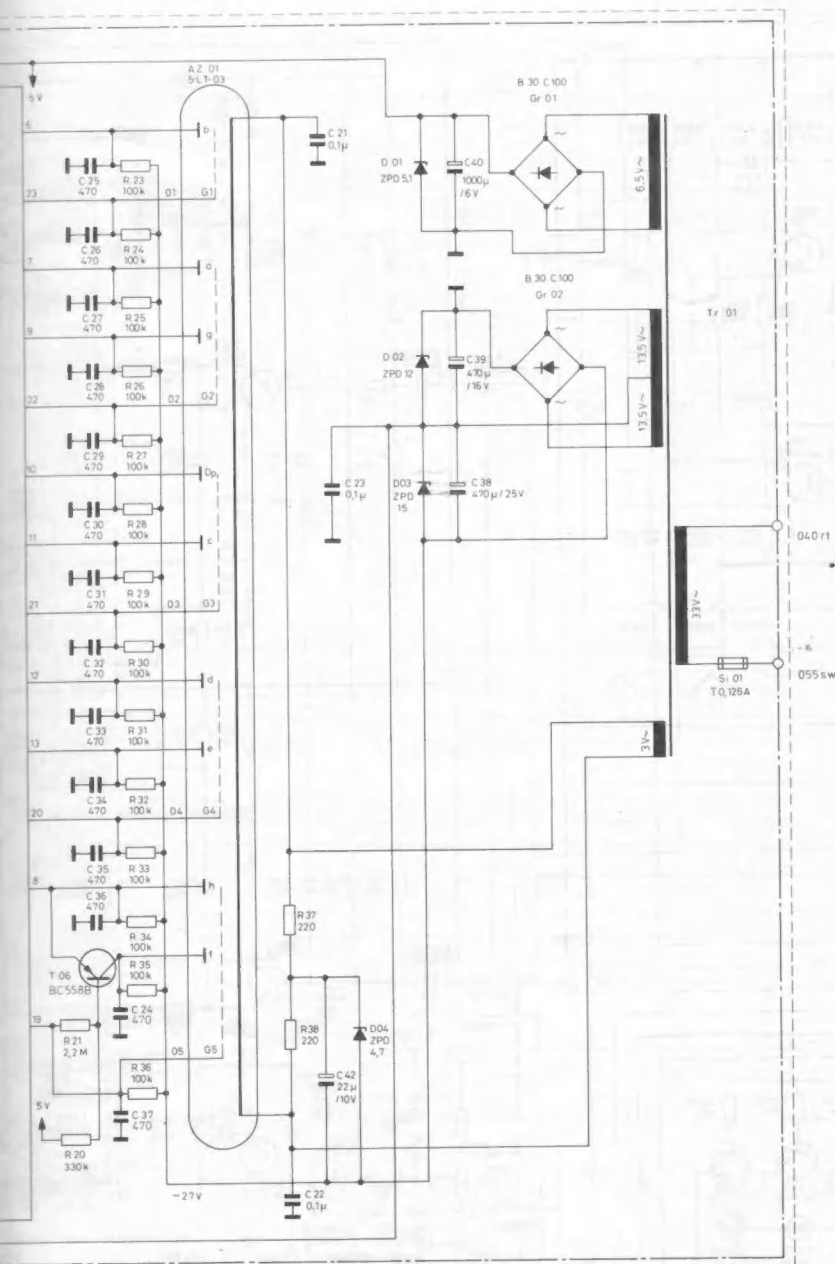 AZ 01
5-L1-03
5V
6
b
C 21
0,1µ
B 30 C100
Gr 01
D 01
ZPD 5,1
C40
1000µ
/6 V
~
~
6,5V~
C 25
470
R 23
100k
23
01
G1
C 26
470
R 24
100k
7
a
C 27
470
R 25
100k
B 30 C100
Gr 02
Tr 01
9
g
C 28
470
R 26
100k
D 02
ZPD 12
C39
470µ
/16 V
~
~
13,5V~
13,5V~
22
02
G2
C 29
470
R 27
100k
10
Dp
C 23
0,1µ
D03
ZPD
15
C 38
470µ/25V
C 30
470
R 28
100k
11
c
040 rt
C 31
470
R 29
100k
21
03
G3
33V~
C 32
470
R 30
100k
Si 01
T 0,125A
055 sw
12
d
C 33
470
R 31
100k
3V~
13
e
C 34
470
R 32
100k
20
04
G4
C 35
470
R 33
100k
8
h
C 36
470
R 34
100k
R37
220
T 06
BC558B
f
R 35
100k
C 24
470
19
R 21
2,2 M
R38
220
D04
ZPD
4,7
05
G5
R 36
100k
C 42
22µ
/10V
5V
C 37
470
R 20
330k
-27V
C 22
0,1µ